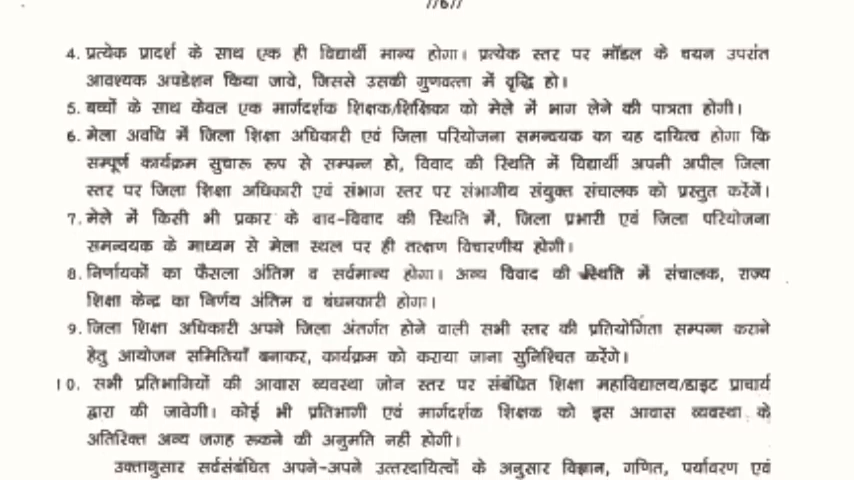 //6//
4. प्रत्येक प्रादर्श के साथ एक ही विद्यार्थी मान्य होगा। प्रत्येक स्तर पर मॉडल के चयन उपरांत
आवश्यक अपडेशन किया जावे, जिससे उसकी गुणवत्ता में वृद्धि हो।
5. बच्चों के साथ केवल एक मार्गदर्शक शिक्षक/शिक्षिका को मेले में भाग लेने की पात्रता होगी।
6. मेला अवधि में जिला शिक्षा अधिकारी एवं जिला परियोजना समन्वयक का यह दायित्व होगा कि
सम्पूर्ण कार्यक्रम सुचारू रूप से सम्पन्न हो, विवाद की स्थिति में विद्यार्थी अपनी अपील जिला
स्तर पर जिला शिक्षा अधिकारी एवं संभाग स्तर पर संभागीय संयुक्त संचालक को प्रस्तुत करेंगें।
7. मेले में किसी भी प्रकार के वाद-विवाद की स्थिति में, जिला प्रभारी एवं जिला परियोजना
समन्वयक के माध्यम से मेला स्थल पर ही तत्क्षण विचारणीय होगी।
8. निर्णायकों का फैसला अंतिम व सर्वमान्य होगा। अन्य विवाद की स्थिति में संचालक, राज्य
शिक्षा केन्द्र का निर्णय अंतिम व बंधनकारी होगा।
9. जिला शिक्षा अधिकारी अपने जिला अंतर्गत होने वाली सभी स्तर की प्रतियोगिता सम्पन्न कराने
हेतु आयोजन समितियाँ बनाकर, कार्यक्रम को कराया जाना सुनिश्चित करेंगे।
10. सभी प्रतिभागियों की आवास व्यवस्था जोन स्तर पर संबंधित शिक्षा महाविद्यालय/डाइट प्राचार्य
द्वारा की जावेगी। कोई भी प्रतिभागी एवं मार्गदर्शक शिक्षक को इस आवास व्यवस्था के
अतिरिक्त अन्य जगह रूकने की अनुमति नही होगी।
उक्तानुसार सर्वसंबंधित अपने-अपने उत्तरदायित्वों के अनुसार विज्ञान, गणित, पर्यावरण एवं